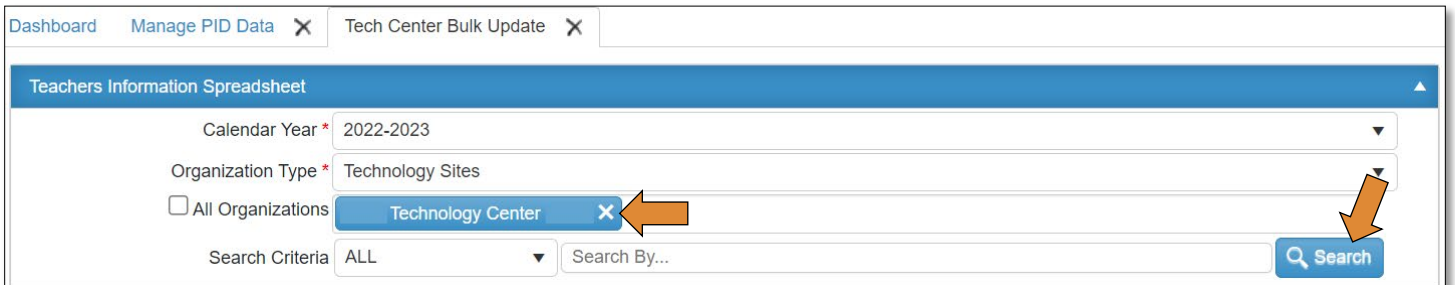 Dashboard Manage PID Data Tech Center Bulk Update
Teachers Information Spreadsheet
Calendar Year * 2022-2023
Organization Type * Technology Sites
All Organizations Technology Center
Search Criteria ALL Search By... Search